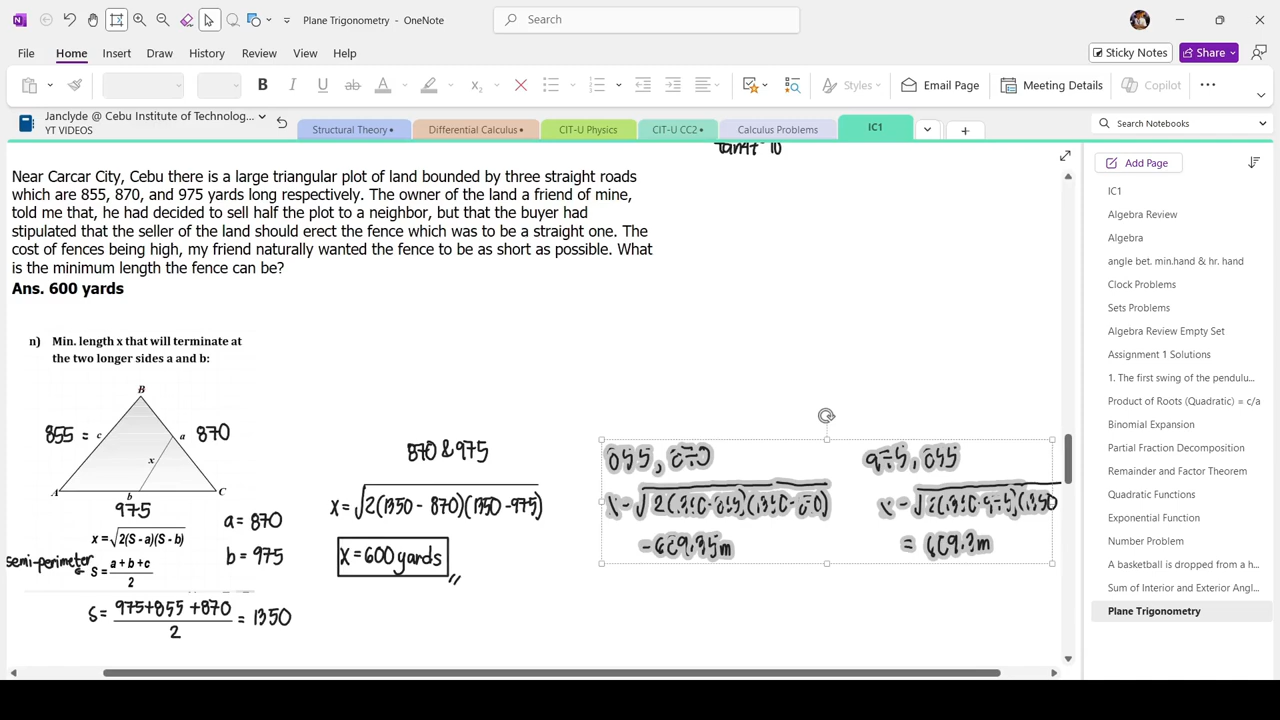 Plane Trigonometry - OneNote
Search
File Home Insert Draw History Review View Help
Sticky Notes
Share
B I U ab A x₂ A Styles Email Page Meeting Details Copilot
Janclyde @ Cebu Institute of Technolog...
YT VIDEOS
Structural Theory • Differential Calculus • CIT-U Physics CIT-U CC2 • Calculus Problems IC1
Search Notebooks
Add Page
IC1
Algebra Review
Algebra
angle bet. min.hand & hr. hand
Clock Problems
Sets Problems
Algebra Review Empty Set
Assignment 1 Solutions
1. The first swing of the pendulu...
Product of Roots (Quadratic) = c/a
Binomial Expansion
Partial Fraction Decomposition
Remainder and Factor Theorem
Quadratic Functions
Exponential Function
Number Problem
A basketball is dropped from a h...
Sum of Interior and Exterior Angl...
Plane Trigonometry
Near Carcar City, Cebu there is a large triangular plot of land bounded by three straight roads
which are 855, 870, and 975 yards long respectively. The owner of the land a friend of mine,
told me that, he had decided to sell half the plot to a neighbor, but that the buyer had
stipulated that the seller of the land should erect the fence which was to be a straight one. The
cost of fences being high, my friend naturally wanted the fence to be as short as possible. What
is the minimum length the fence can be?
Ans. 600 yards
n) Min. length x that will terminate at
the two longer sides a and b:
B
855 = c a 870
x
A b C
975
x = √2(S - a)(S - b)
semi-perimeter S = a + b + c / 2
S = 975+855+870 / 2 = 1350
a = 870
b = 975
870 & 975
x = √2(1350 - 870)(1350 - 975)
x = 600 yards
855, 870
975, 855